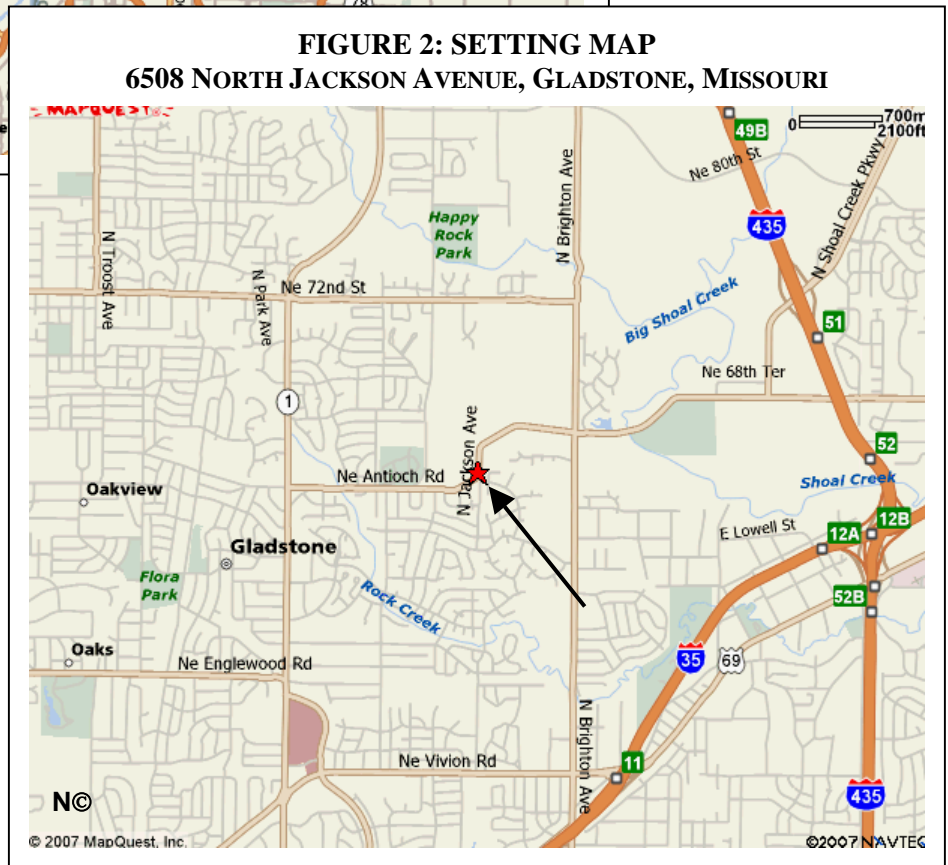 FIGURE 2: SETTING MAP
6508 NORTH JACKSON AVENUE, GLADSTONE, MISSOURI
MAPQUEST
49B
0
700m
2100ft
Ne 80th St
N Shoal Creek Pkwy
N Brighton Ave
Happy
Rock
Park
435
N Troost Ave
N Park Ave
Ne 72nd St
Big Shoal Creek
51
Ne 68th Ter
1
N Jackson Ave
52
Ne Antioch Rd
Shoal Creek
Oakview
E Lowell St
12A
12B
Gladstone
Flora
Park
52B
Rock Creek
Oaks
Ne Englewood Rd
35
69
N Brighton Ave
Ne Vivion Rd
11
N©
435
© 2007 MapQuest, Inc.
©2007 NAVTEQ